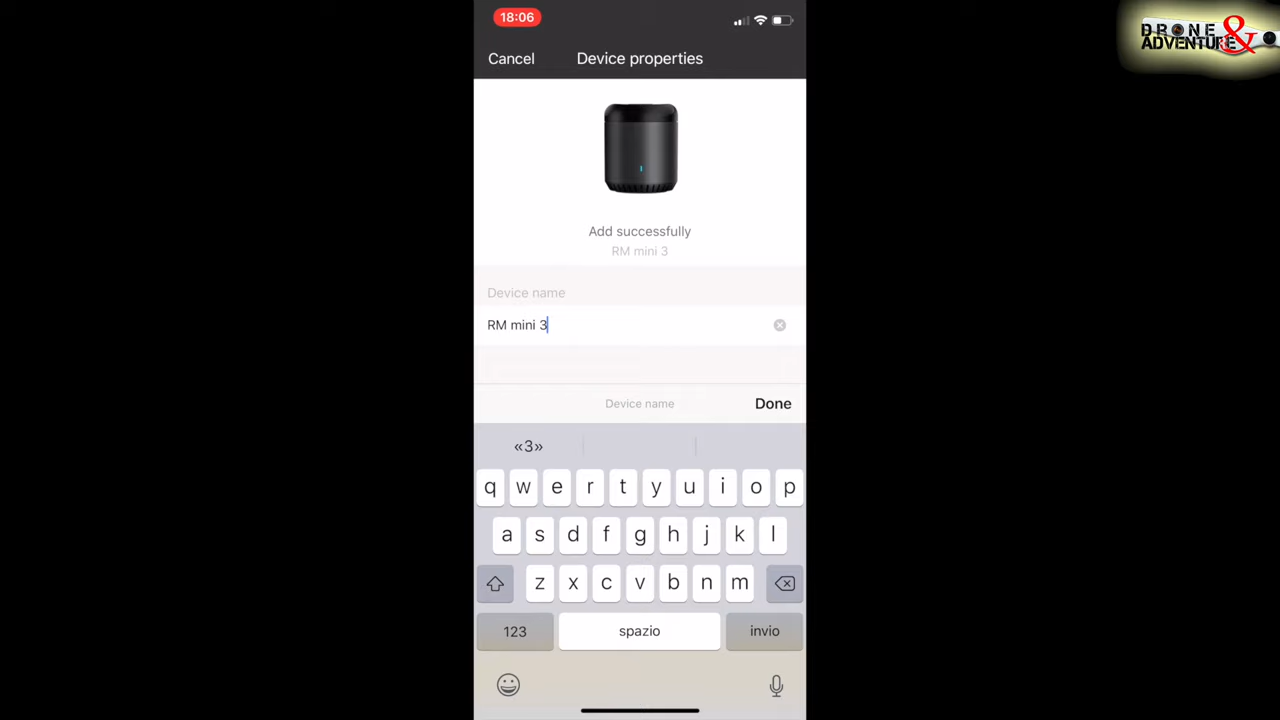 18:06
Cancel
Device properties
DRONE &
ADVENTURE
Add successfully
RM mini 3
Device name
RM mini 3
Device name
Done
«3»
q w e r t y u i o p
a s d f g h j k l
z x c v b n m
123
spazio
invio